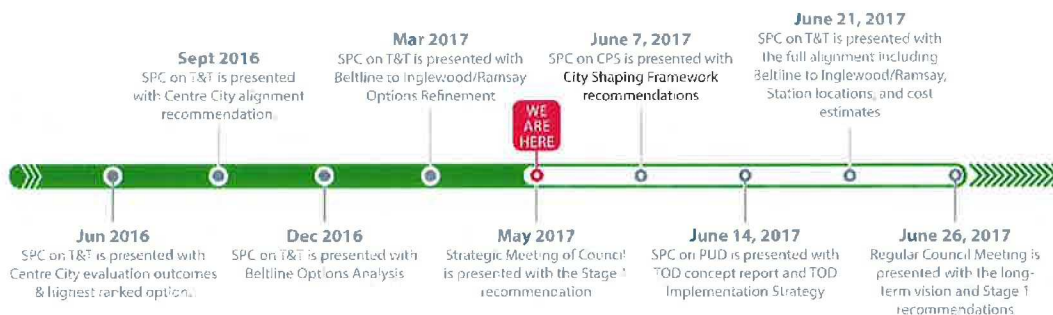 Sept 2016
SPC on T&T is presented
with Centre City alignment
recommendation.
Mar 2017
SPC on T&T is presented with
Beltline to Inglewood/Ramsay
Options Refinement
June 7, 2017
SPC on CPS is presented with
City Shaping Framework
recommendations
June 21, 2017
SPC on T&T is presented with
the full alignment including
Beltline to Inglewood/Ramsay,
Station locations, and cost
estimates
WE
ARE
HERE
Jun 2016
SPC on T&T is presented with
Centre City evaluation outcomes
& highest ranked option.
Dec 2016
SPC on T&T is presented with
Beltline Options Analysis
May 2017
Strategic Meeting of Council
is presented with the Stage 1
recommendation
June 14, 2017
SPC on PUD is presented with
TOD concept report and TOD
Implementation Strategy
June 26, 2017
Regular Council Meeting is
presented with the long-
term vision and Stage 1
recommendations